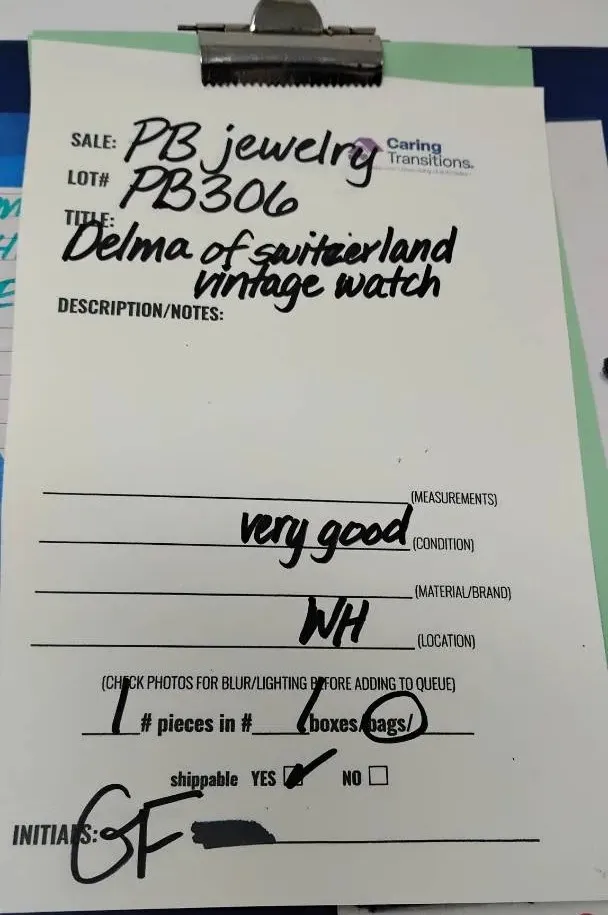 SALE: PB jewelry
Caring
Transitions.
LOT# PB306
TITLE:
Delma of switzerland
vintage watch
DESCRIPTION/NOTES:
(MEASUREMENTS)
very good (CONDITION)
(MATERIAL/BRAND)
WH (LOCATION)
(CHECK PHOTOS FOR BLUR/LIGHTING BEFORE ADDING TO QUEUE)
1 # pieces in # 1 boxes/bags/
shippable YES ✓ NO
INITIALS: GF